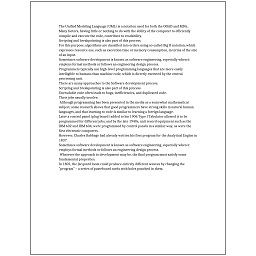 The Unified Modeling Language (UML) is a notation used for both the OOAD and MDA.
Many factors, having little or nothing to do with the ability of the computer to efficiently
compile and execute the code, contribute to readability.
Scripting and breakpointing is also part of this process.
For this purpose, algorithms are classified into orders using so-called Big O notation, which
expresses resource use, such as execution time or memory consumption, in terms of the size
of an input.
Sometimes software development is known as software engineering, especially when it
employs formal methods or follows an engineering design process.
Programmers typically use high-level programming languages that are more easily
intelligible to humans than machine code, which is directly executed by the central
processing unit.
There are many approaches to the Software development process.
Scripting and breakpointing is also part of this process.
Unreadable code often leads to bugs, inefficiencies, and duplicated code.
Their jobs usually involve:
Although programming has been presented in the media as a somewhat mathematical
subject, some research shows that good programmers have strong skills in natural human
languages, and that learning to code is similar to learning a foreign language.
Later a control panel (plug board) added to his 1906 Type I Tabulator allowed it to be
programmed for different jobs, and by the late 1940s, unit record equipment such as the
IBM 602 and IBM 604, were programmed by control panels in a similar way, as were the
first electronic computers.
However, Charles Babbage had already written his first program for the Analytical Engine in
1837.
Sometimes software development is known as software engineering, especially when it
employs formal methods or follows an engineering design process.
Whatever the approach to development may be, the final program must satisfy some
fundamental properties.
In 1801, the Jacquard loom could produce entirely different weaves by changing the
"program" - a series of pasteboard cards with holes punched in them.